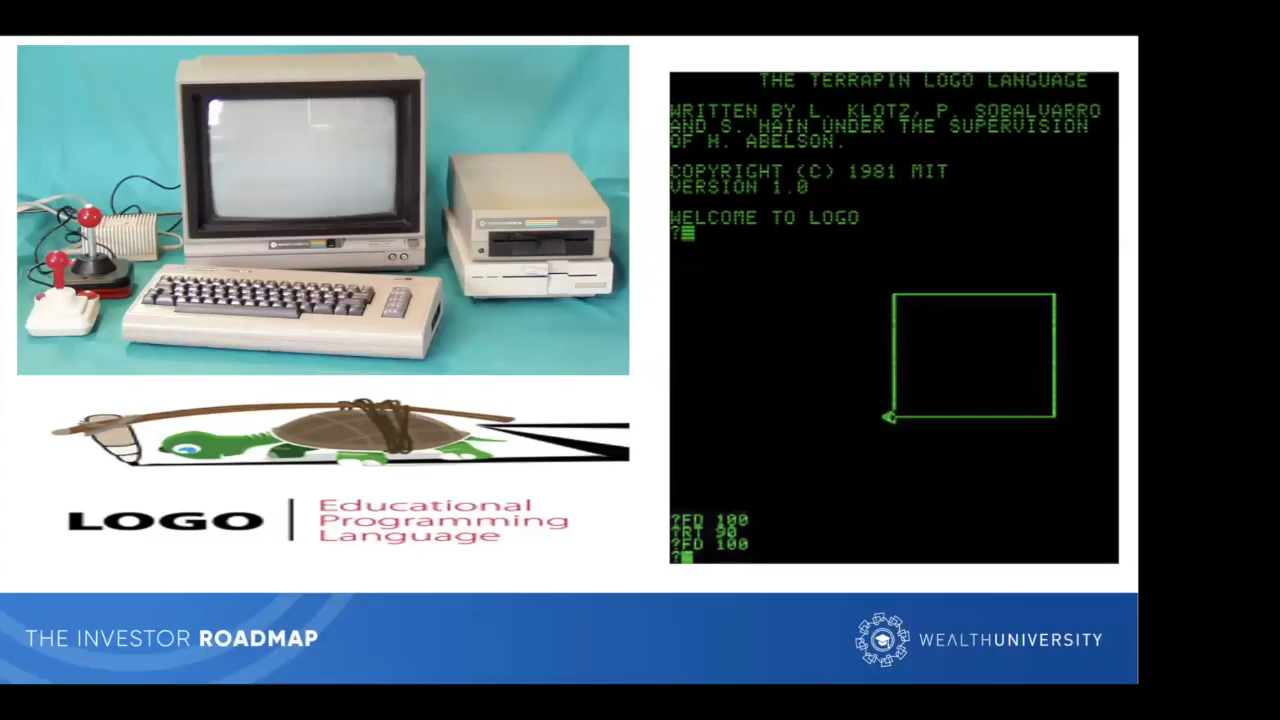 THE TERRAPIN LOGO LANGUAGE
WRITTEN BY L. KLOTZ, P. SOBALVARRO
AND S. HAIN UNDER THE SUPERVISION
OF H. ABELSON.
COPYRIGHT (C) 1981 MIT
VERSION 1.0
WELCOME TO LOGO
?
?FD 100
?RT 90
?FD 100
?
LOGO
Educational
Programming
Language
THE INVESTOR ROADMAP
WEALTHUNIVERSITY